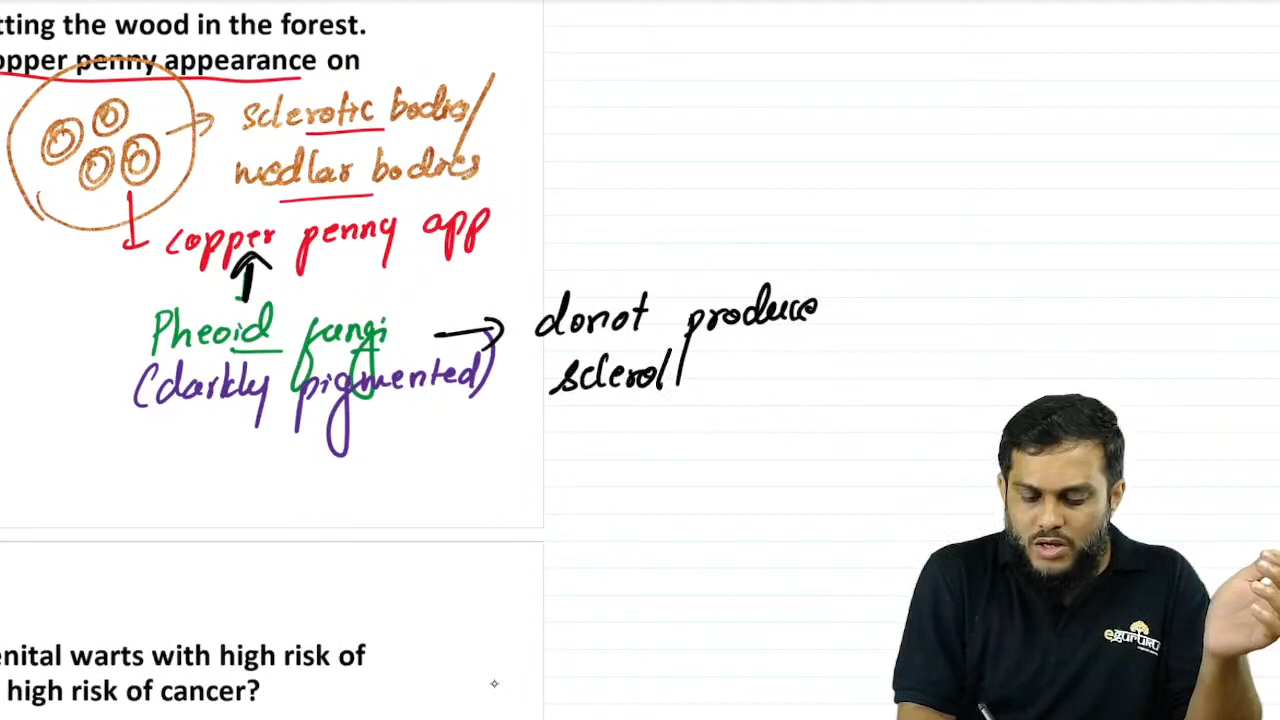 tting the wood in the forest.
opper penny appearance on
sclerotic bodies/
medlar bodies
copper penny app
Pheoid fungi → donot produce
(darkly pigmented) scleroll
enital warts with high risk of
high risk of cancer?
egurukul